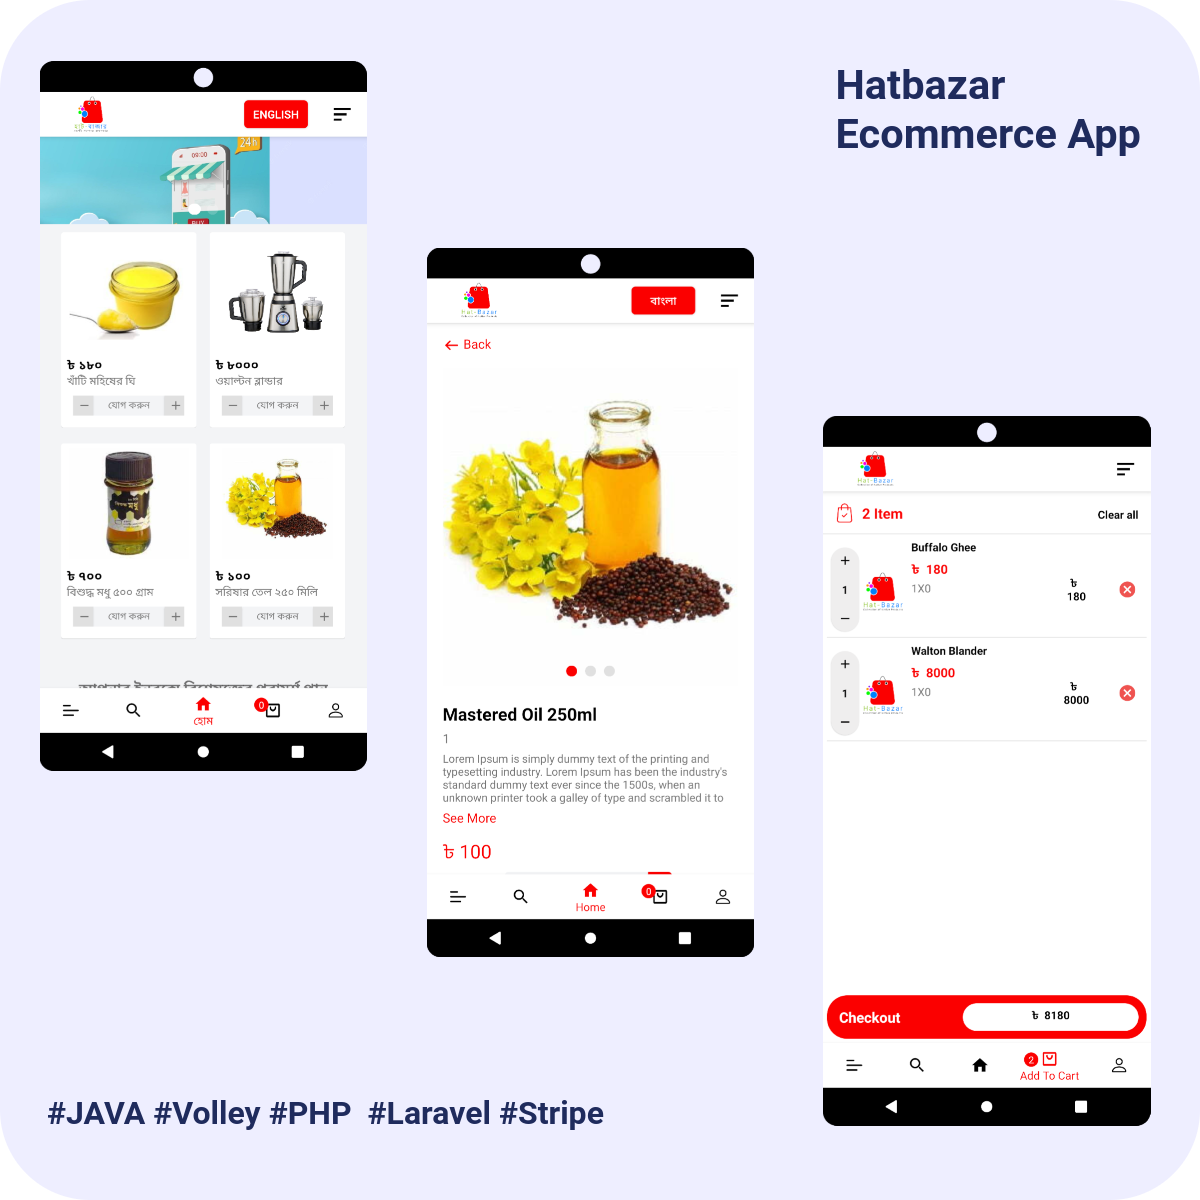 Hatbazar
Ecommerce App
ENGLISH
09:00
24h
BUY
৳ ১৮০
খাঁটি মহিষের ঘি
যোগ করুন
৳ ৮০০০
ওয়াল্টন ব্লান্ডার
যোগ করুন
৳ ৭০০
বিশুদ্ধ মধু ৫০০ গ্রাম
যোগ করুন
৳ ১০০
সরিষার তেল ২৫০ মিলি
যোগ করুন
0
হোম
Hat-Bazar
বাংলা
Back
Mastered Oil 250ml
1
Lorem Ipsum is simply dummy text of the printing and
typesetting industry. Lorem Ipsum has been the industry's
standard dummy text ever since the 1500s, when an
unknown printer took a galley of type and scrambled it to
See More
৳ 100
0
Home
Hat-Bazar
2 Item
Clear all
Buffalo Ghee
৳ 180
1X0
1
Hat-Bazar
৳
180
Walton Blander
৳ 8000
1X0
1
Hat-Bazar
৳
8000
Checkout
৳ 8180
2
Add To Cart
#JAVA #Volley #PHP #Laravel #Stripe